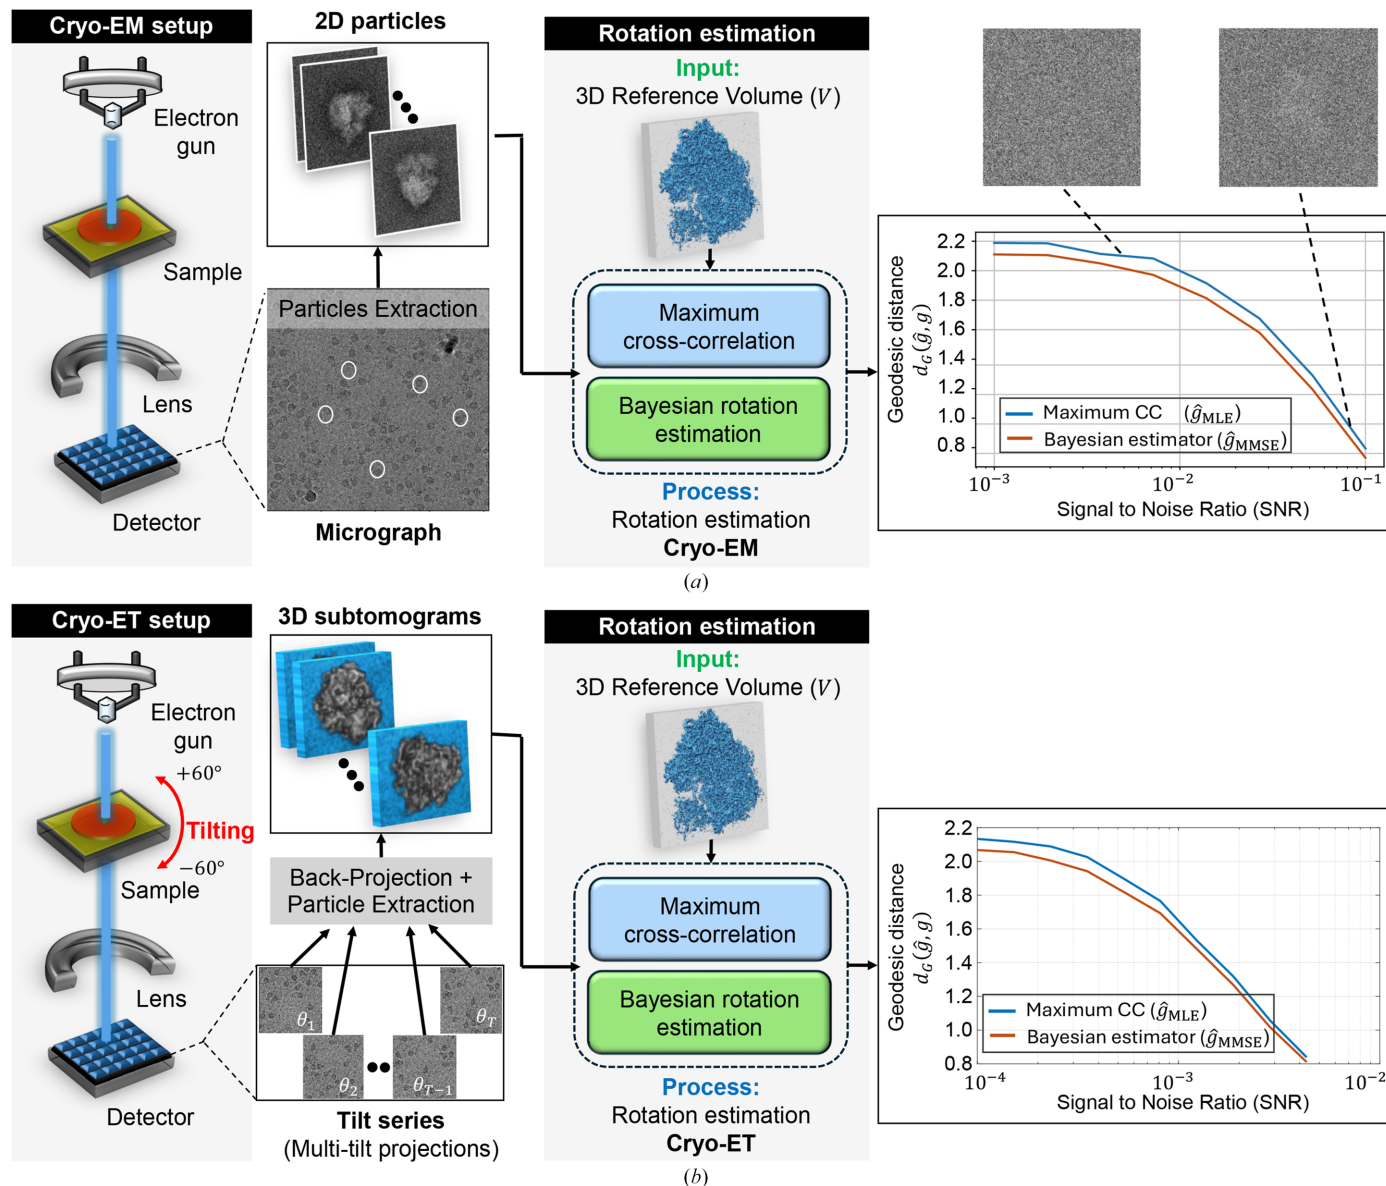 Cryo-EM setup
Electron
gun
Sample
Lens
Detector
2D particles
Particles Extraction
Micrograph
Rotation estimation
Input:
3D Reference Volume (V)
Maximum
cross-correlation
Bayesian rotation
estimation
Process:
Rotation estimation
Cryo-EM
Geodesic distance
d_G(ĝ, g)
2.2
2.0
1.8
1.6
1.4
1.2
1.0
0.8
Maximum CC (ĝ_MLE)
Bayesian estimator (ĝ_MMSE)
10⁻³
10⁻²
10⁻¹
Signal to Noise Ratio (SNR)
(a)
Cryo-ET setup
Electron
gun
+60°
Tilting
−60°
Sample
Lens
Detector
3D subtomograms
Back-Projection +
Particle Extraction
θ₁
θ_T
θ₂
θ_T−1
Tilt series
(Multi-tilt projections)
Rotation estimation
Input:
3D Reference Volume (V)
Maximum
cross-correlation
Bayesian rotation
estimation
Process:
Rotation estimation
Cryo-ET
Geodesic distance
d_G(ĝ, g)
2.2
2.0
1.8
1.6
1.4
1.2
1.0
0.8
Maximum CC (ĝ_MLE)
Bayesian estimator (ĝ_MMSE)
10⁻⁴
10⁻³
10⁻²
Signal to Noise Ratio (SNR)
(b)